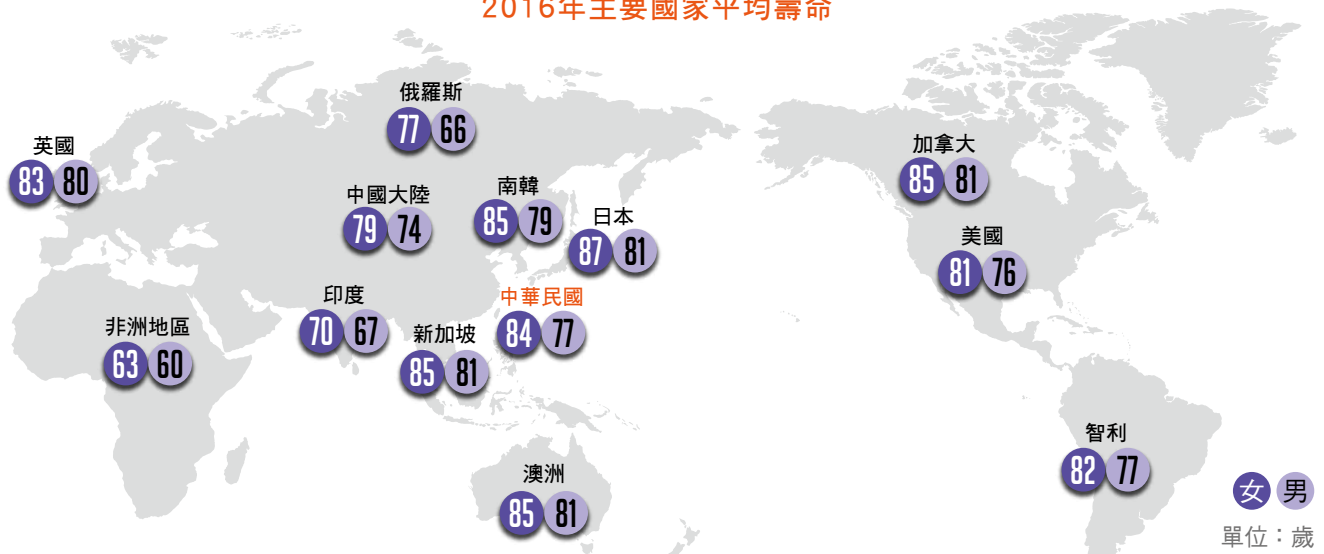 2016年主要國家平均壽命
俄羅斯
77 66
英國
83 80
加拿大
85 81
中國大陸
79 74
南韓
85 79
日本
87 81
美國
81 76
印度
70 67
中華民國
84 77
非洲地區
63 60
新加坡
85 81
智利
82 77
澳洲
85 81
女 男
單位：歲